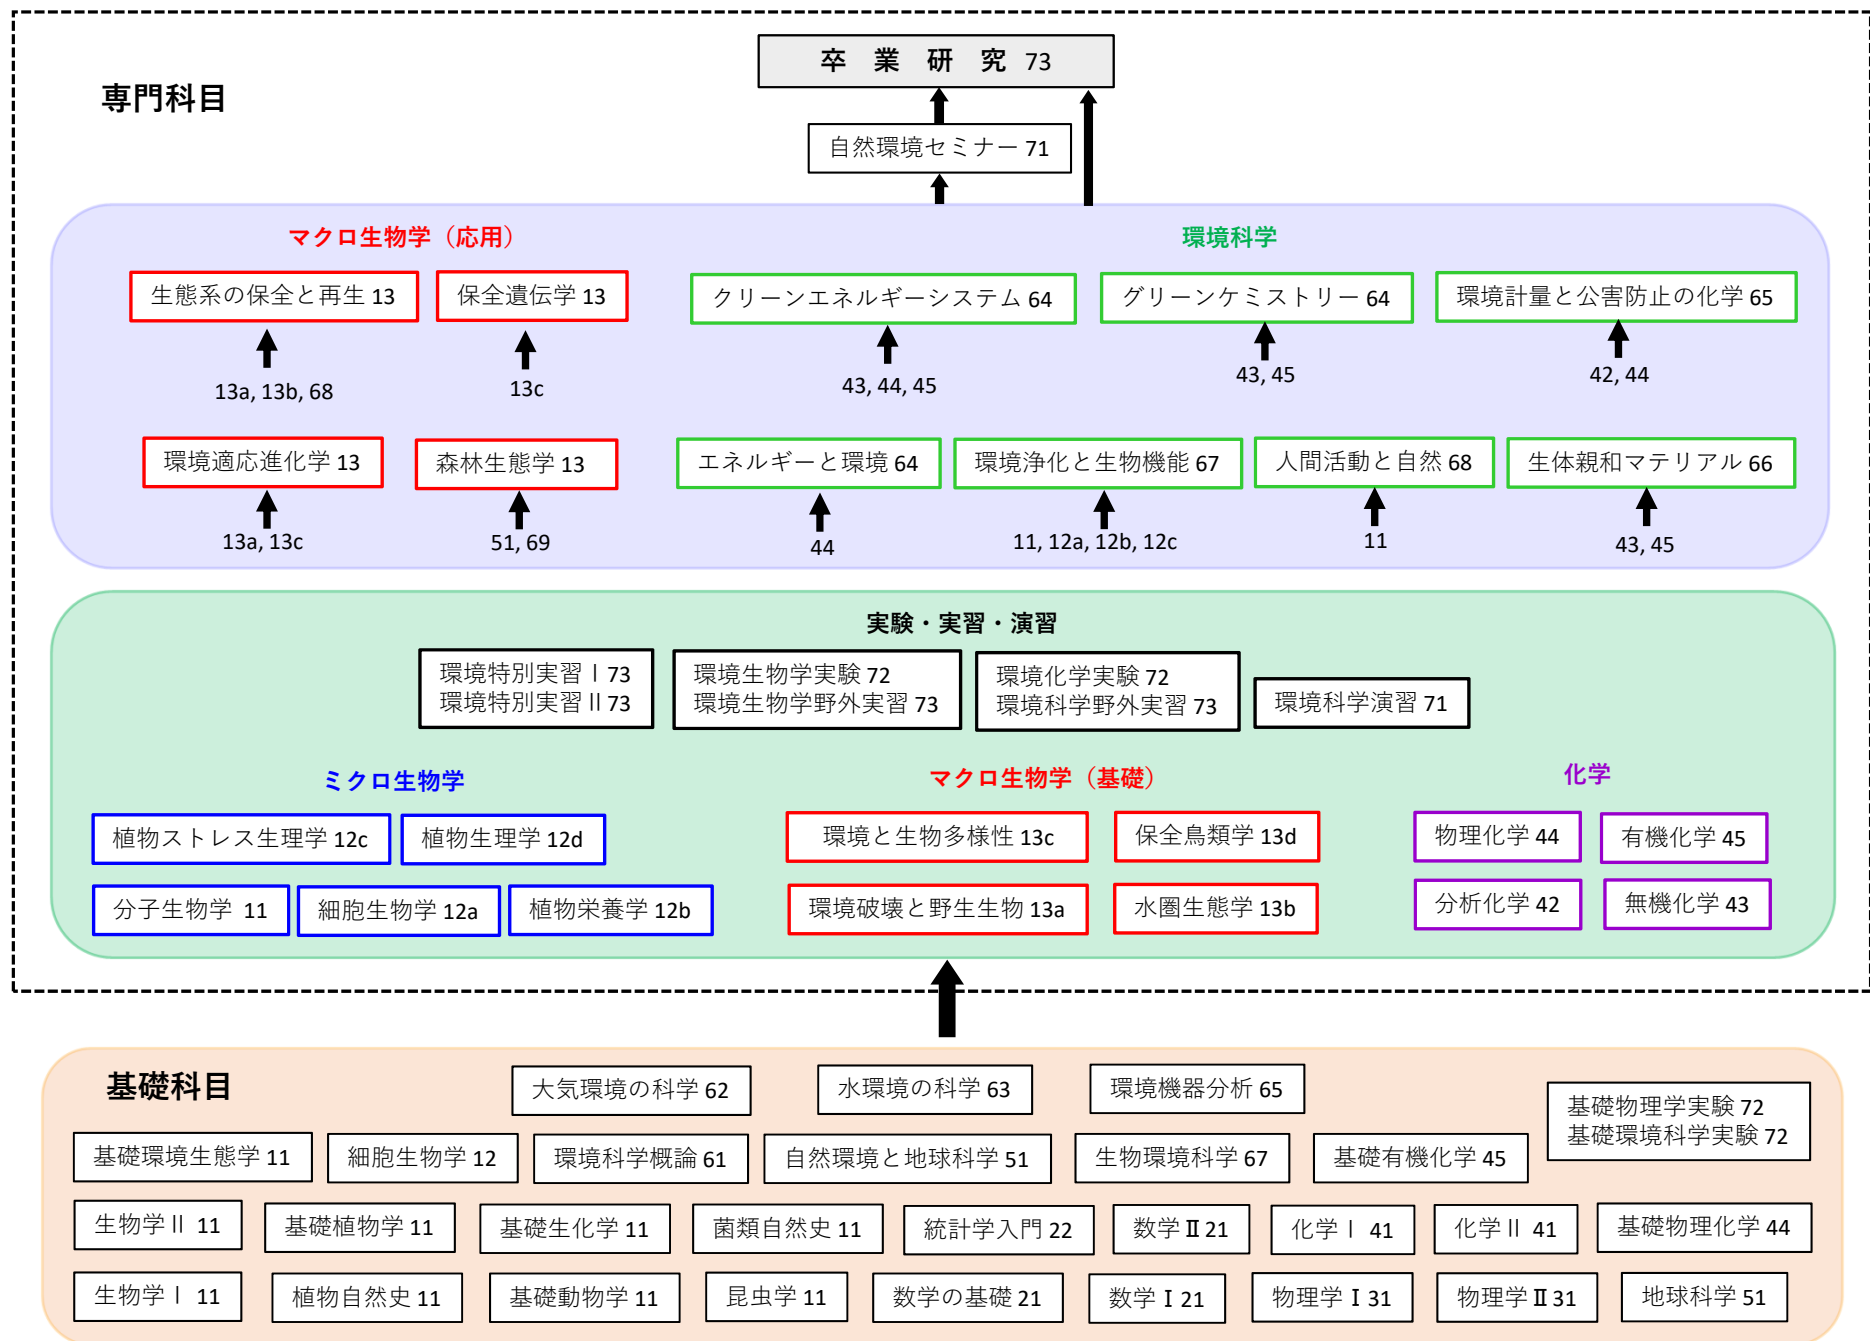 卒 業 研 究 73
専門科目
自然環境セミナー 71
マクロ生物学（応用）
環境科学
生態系の保全と再生 13
保全遺伝学 13
クリーンエネルギーシステム 64
グリーンケミストリー 64
環境計量と公害防止の化学 65
13a, 13b, 68
13c
43, 44, 45
43, 45
42, 44
環境適応進化学 13
森林生態学 13
エネルギーと環境 64
環境浄化と生物機能 67
人間活動と自然 68
生体親和マテリアル 66
13a, 13c
51, 69
44
11, 12a, 12b, 12c
11
43, 45
実験・実習・演習
環境特別実習Ⅰ 73
環境特別実習Ⅱ 73
環境生物学実験 72
環境生物学野外実習 73
環境化学実験 72
環境科学野外実習 73
環境科学演習 71
ミクロ生物学
マクロ生物学（基礎）
化学
植物ストレス生理学 12c
植物生理学 12d
環境と生物多様性 13c
保全鳥類学 13d
物理化学 44
有機化学 45
分子生物学 11
細胞生物学 12a
植物栄養学 12b
環境破壊と野生生物 13a
水圏生態学 13b
分析化学 42
無機化学 43
基礎科目
大気環境の科学 62
水環境の科学 63
環境機器分析 65
基礎物理学実験 72
基礎環境科学実験 72
基礎環境生態学 11
細胞生物学 12
環境科学概論 61
自然環境と地球科学 51
生物環境科学 67
基礎有機化学 45
生物学Ⅱ 11
基礎植物学 11
基礎生化学 11
菌類自然史 11
統計学入門 22
数学Ⅱ 21
化学Ⅰ 41
化学Ⅱ 41
基礎物理化学 44
生物学Ⅰ 11
植物自然史 11
基礎動物学 11
昆虫学 11
数学の基礎 21
数学Ⅰ 21
物理学Ⅰ 31
物理学Ⅱ 31
地球科学 51